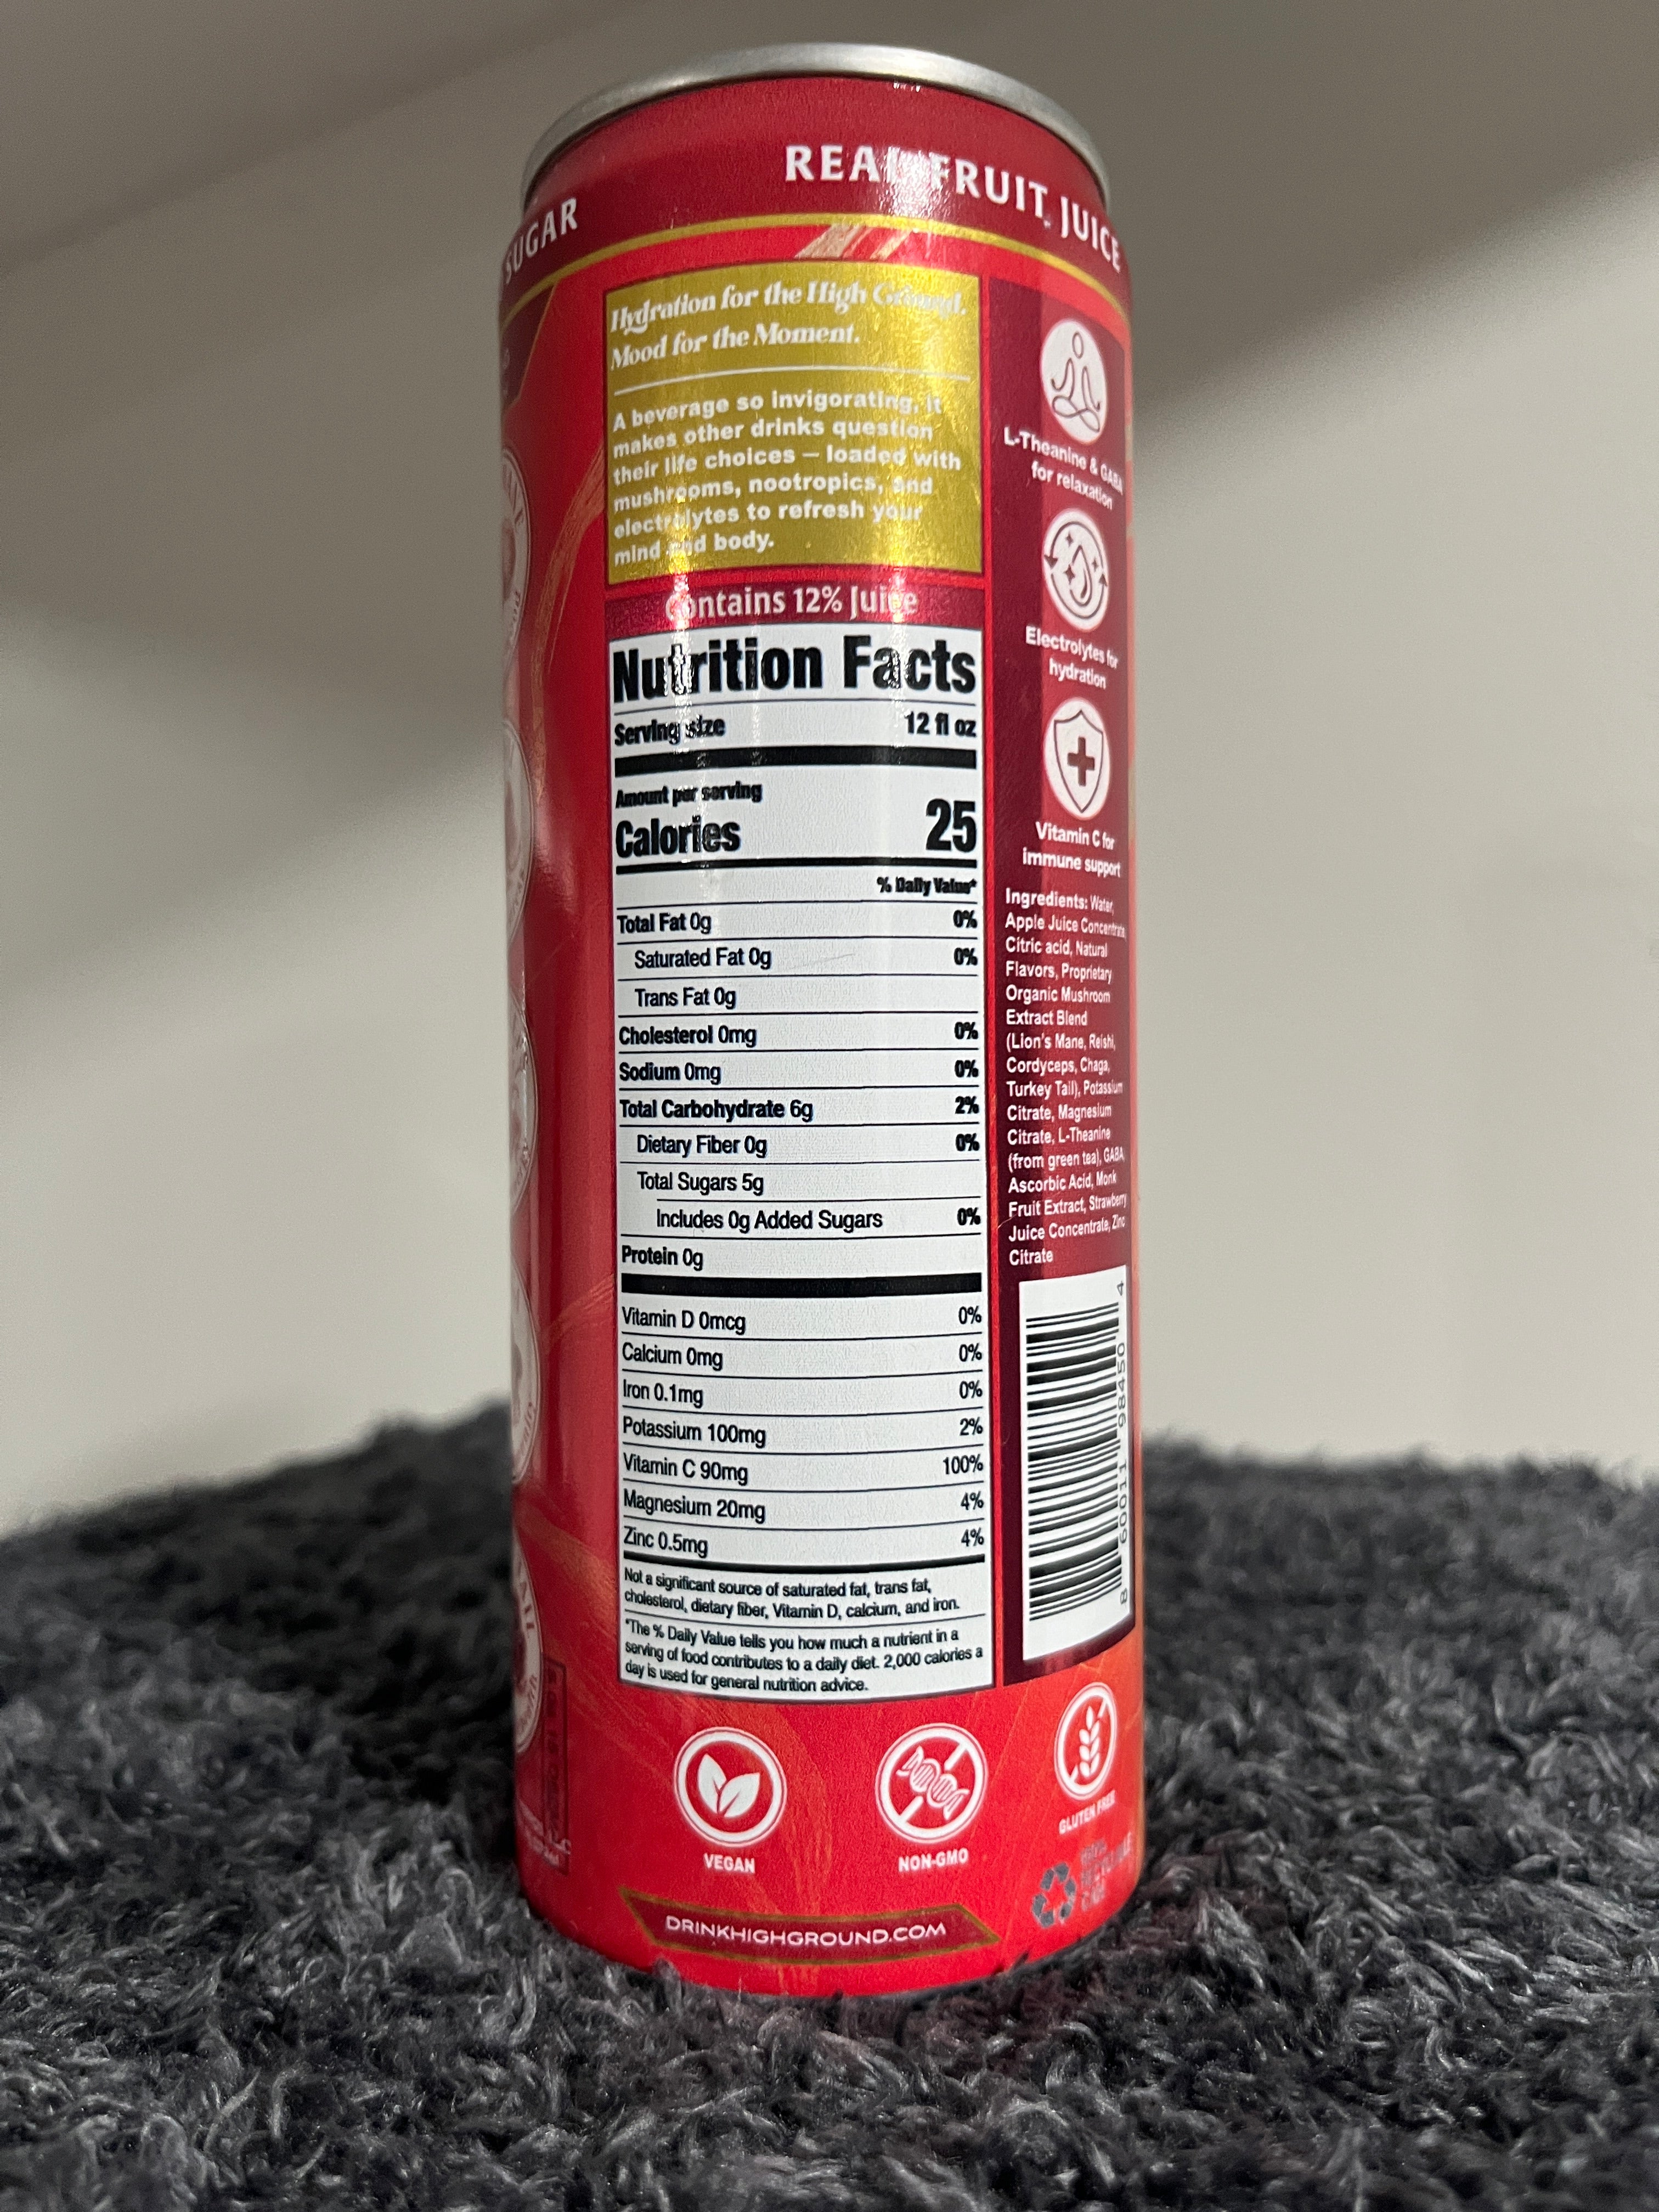 SUGAR
REAL FRUIT JUICE
Hydration for the High Ground.
Mood for the Moment.
A beverage so invigorating, it
makes other drinks question
their life choices – loaded with
mushrooms, nootropics, and
electrolytes to refresh your
mind and body.
Contains 12% Juice
Nutrition Facts
Serving size 12 fl oz
Amount per serving
Calories 25
% Daily Value*
Total Fat 0g 0%
Saturated Fat 0g 0%
Trans Fat 0g
Cholesterol 0mg 0%
Sodium 0mg 0%
Total Carbohydrate 6g 2%
Dietary Fiber 0g 0%
Total Sugars 5g
Includes 0g Added Sugars 0%
Protein 0g
Vitamin D 0mcg 0%
Calcium 0mg 0%
Iron 0.1mg 0%
Potassium 100mg 2%
Vitamin C 90mg 100%
Magnesium 20mg 4%
Zinc 0.5mg 4%
Not a significant source of saturated fat, trans fat,
cholesterol, dietary fiber, Vitamin D, calcium, and iron.
*The % Daily Value tells you how much a nutrient in a
serving of food contributes to a daily diet. 2,000 calories a
day is used for general nutrition advice.
L-Theanine & GABA
for relaxation
Electrolytes for
hydration
Vitamin C for
immune support
Ingredients: Water,
Apple Juice Concentrate,
Citric acid, Natural
Flavors, Proprietary
Organic Mushroom
Extract Blend
(Lion's Mane, Reishi,
Cordyceps, Chaga,
Turkey Tail), Potassium
Citrate, Magnesium
Citrate, L-Theanine
(from green tea), GABA,
Ascorbic Acid, Monk
Fruit Extract, Strawberry
Juice Concentrate, Zinc
Citrate
8 60011 98450 4
VEGAN
NON-GMO
GLUTEN FREE
DRINKHIGHGROUND.COM